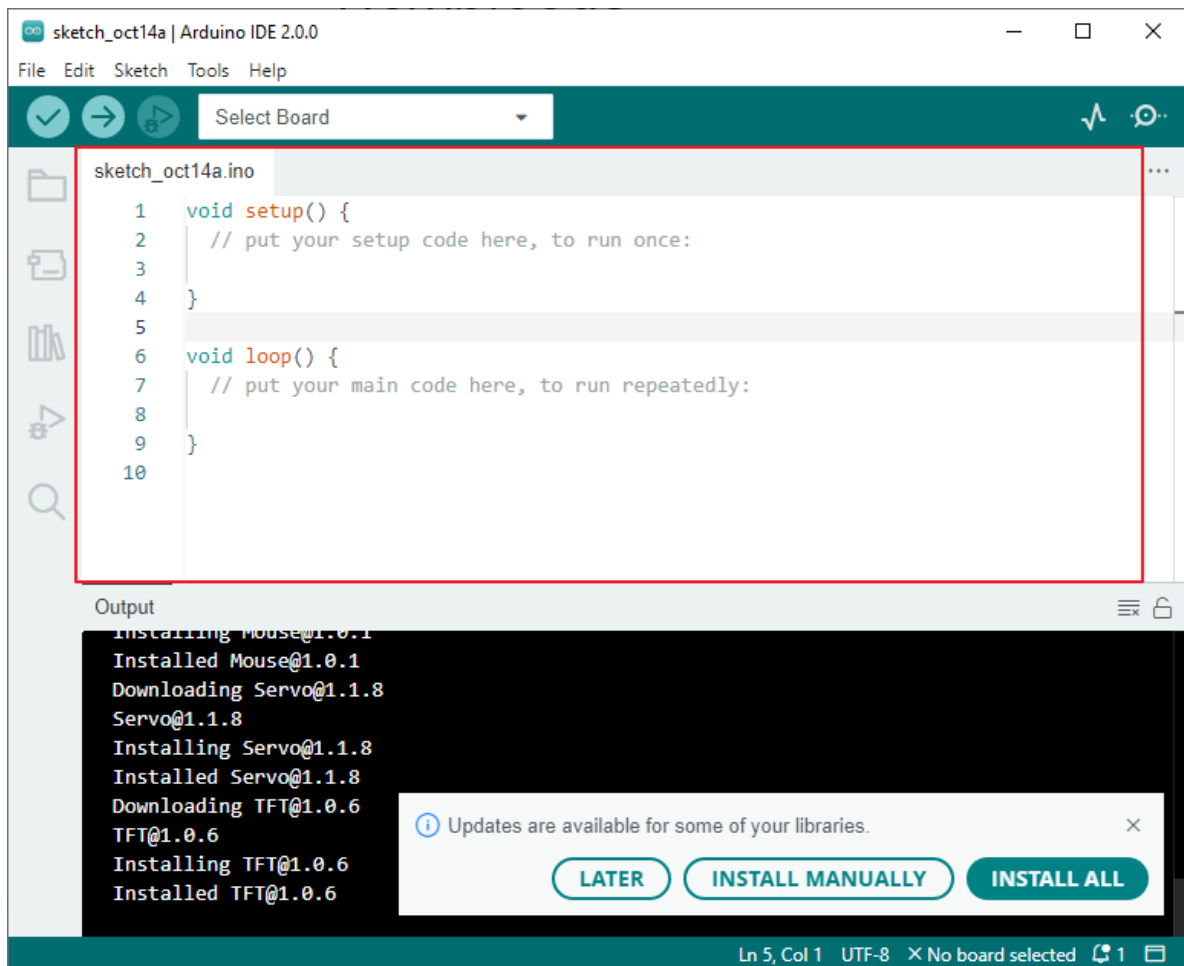 sketch_oct14a | Arduino IDE 2.0.0
File Edit Sketch Tools Help
Select Board
sketch_oct14a.ino
1 void setup() {
2 // put your setup code here, to run once:
3
4 }
5
6 void loop() {
7 // put your main code here, to run repeatedly:
8
9 }
10
Output
Installing Mouse@1.0.1
Installed Mouse@1.0.1
Downloading Servo@1.1.8
Servo@1.1.8
Installing Servo@1.1.8
Installed Servo@1.1.8
Downloading TFT@1.0.6
TFT@1.0.6
Installing TFT@1.0.6
Installed TFT@1.0.6
Updates are available for some of your libraries.
LATER INSTALL MANUALLY INSTALL ALL
Ln 5, Col 1 UTF-8 No board selected 1